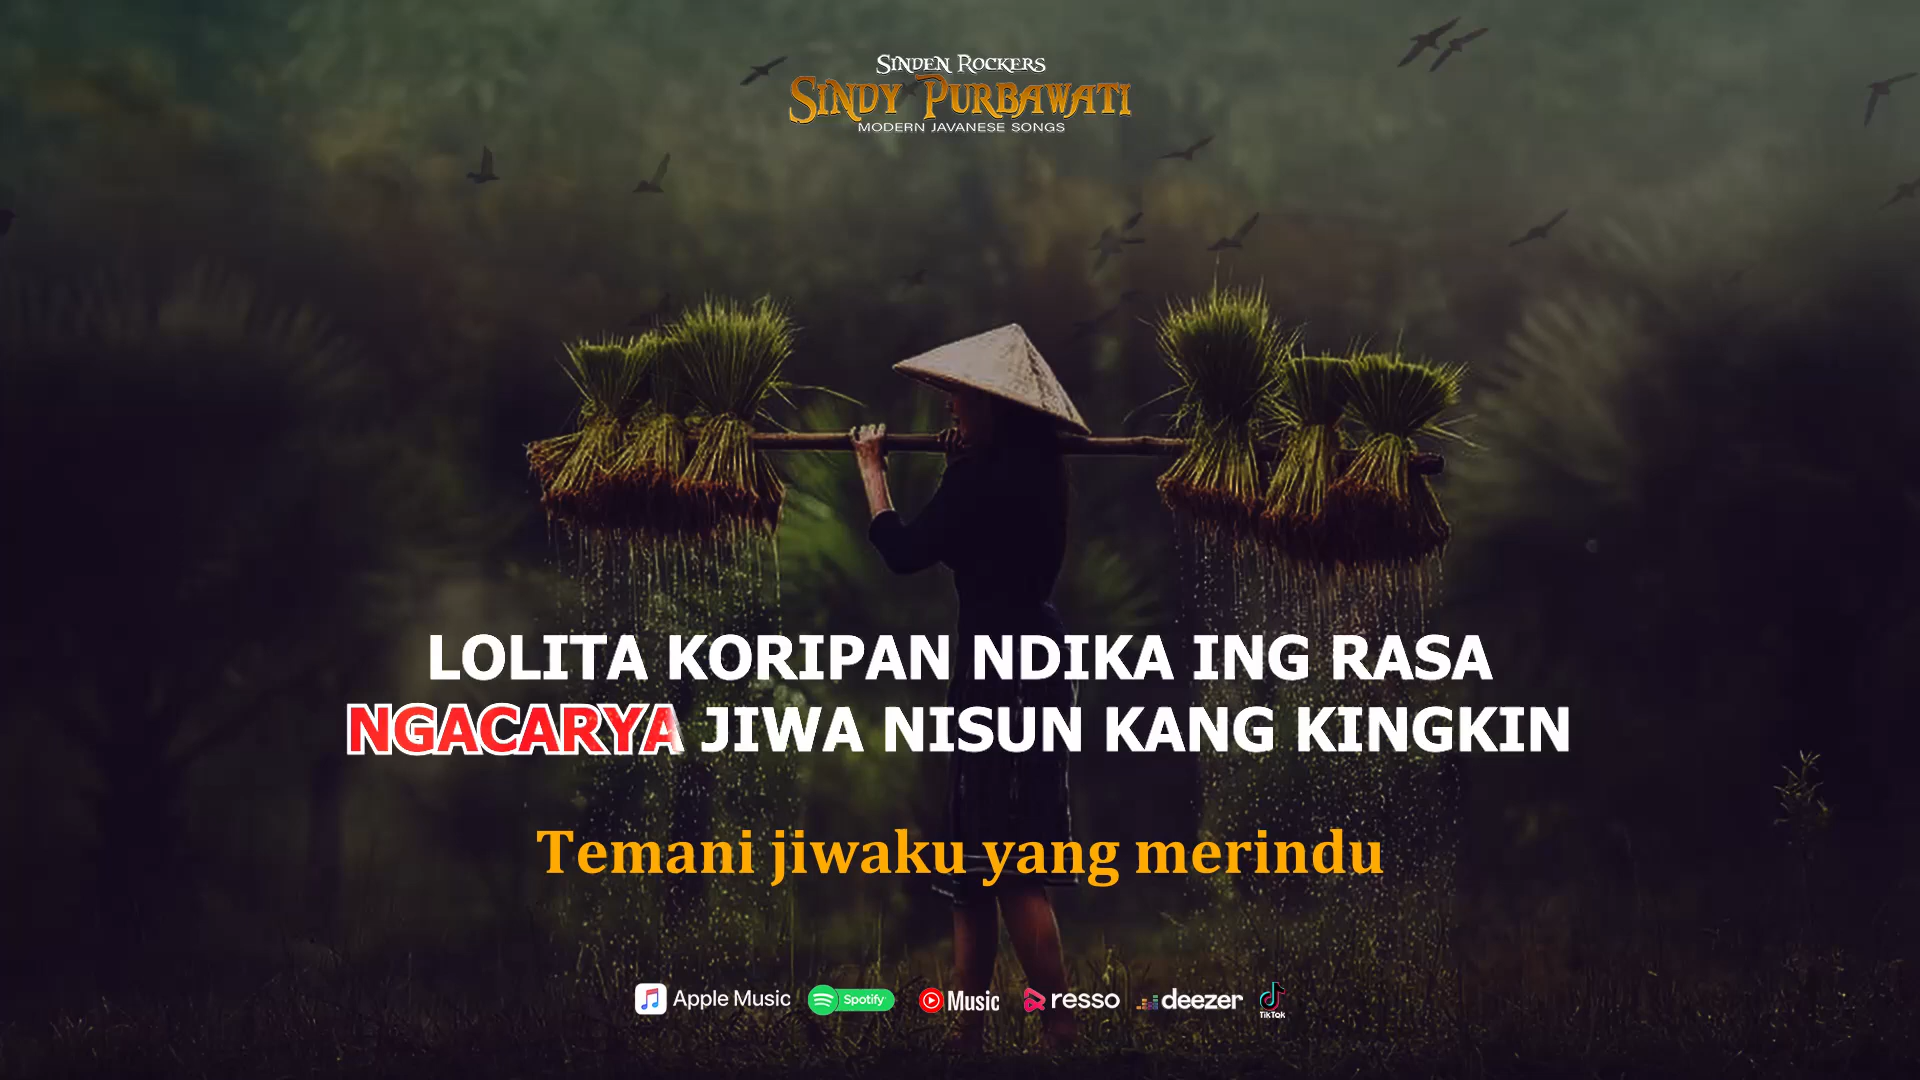 SINDEN ROCKERS
SINDY PURBAWATI
MODERN JAVANESE SONGS
LOLITA KORIPAN NDIKA ING RASA
NGACARYA JIWA NISUN KANG KINGKIN
Temani jiwaku yang merindu
Apple Music Spotify Music resso deezer TikTok